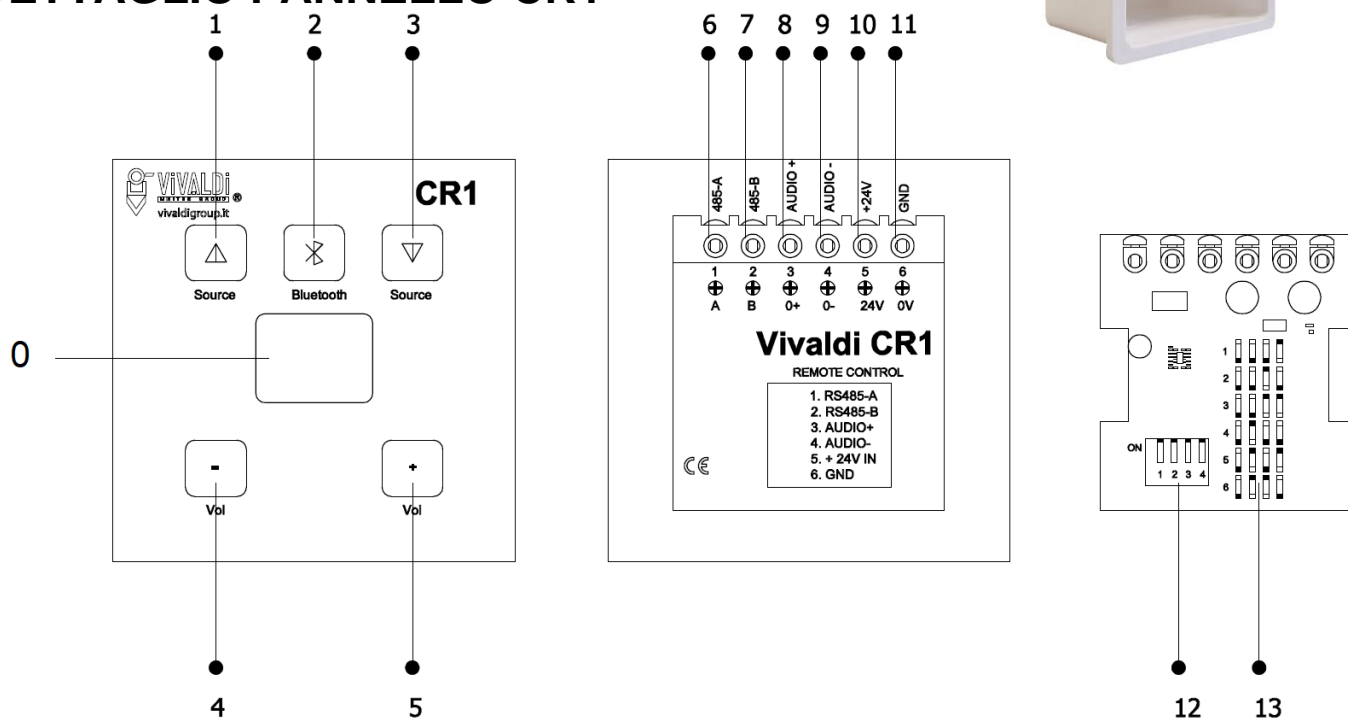 1 2 3
6 7 8 9 10 11
ViVALDi ®
vivaldigroup.it
CR1
Source Bluetooth Source
0
- +
Vol Vol
4 5
485-A 485-B AUDIO + AUDIO - +24V GND
1 2 3 4 5 6
A B 0+ 0- 24V 0V
Vivaldi CR1
REMOTE CONTROL
1. RS485-A
2. RS485-B
3. AUDIO+
4. AUDIO-
5. + 24V IN
6. GND
CE
1
2
3
4
5
6
ON
1 2 3 4
12 13